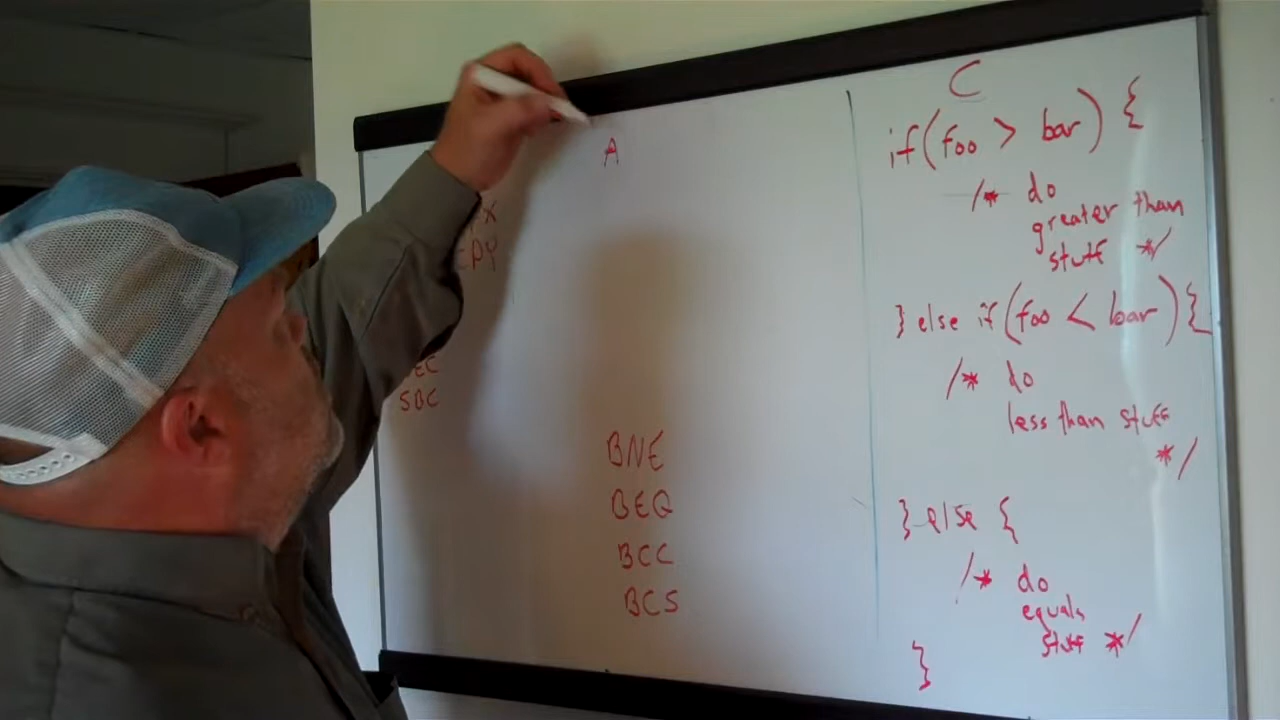 A
PY
SBC
BNE
BEQ
BCC
BCS
C
if(foo > bar) {
/* do
greater than
stuff */
} else if(foo < bar){
/* do
less than stuff
*/
} else {
/* do
equals
stuff */
}